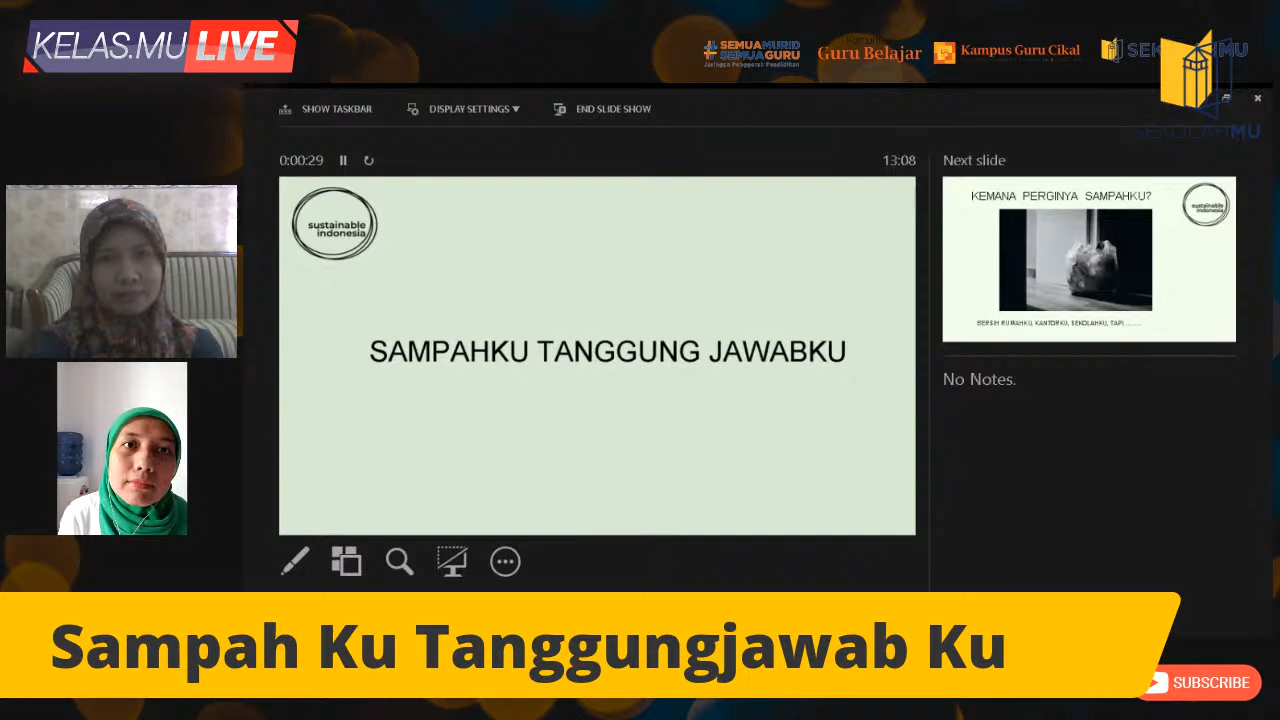 KELAS.MU LIVE
#SEMUAMURID
SEMUAGURU
Jaringan Penggerak Pendidikan
Guru Belajar
Kampus Guru Cikal
SEKOLAHMU
SHOW TASKBAR
DISPLAY SETTINGS
END SLIDE SHOW
0:00:29
13:08
Next slide
sustainable
indonesia
SAMPAHKU TANGGUNG JAWABKU
KEMANA PERGINYA SAMPAHKU?
sustainable
indonesia
BERSIH RUMAHKU, KANTORKU, SEKOLAHKU, TAPI ........
No Notes.
Sampah Ku Tanggungjawab Ku
SUBSCRIBE